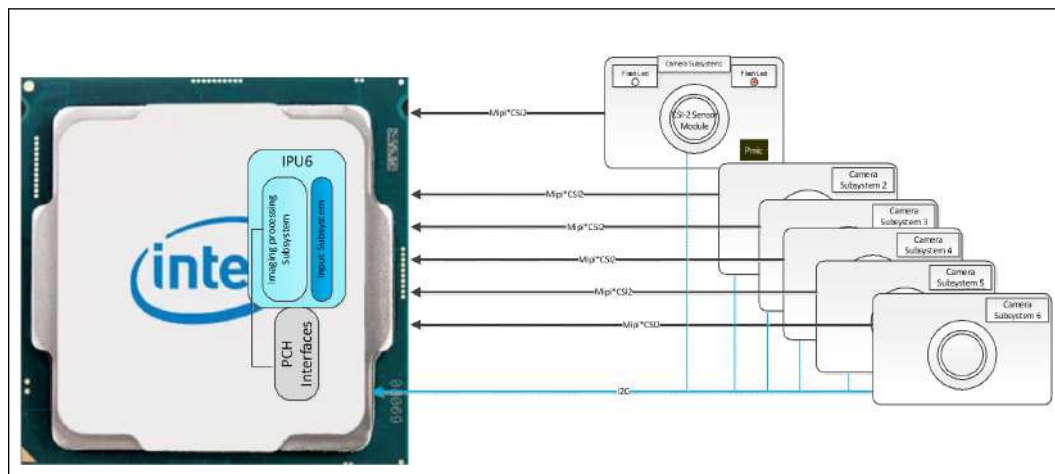 Camera Subsystem1
Flash Led
Flash Led
CSI-2 Sensor
Module
Pmic
Mipi*CSI2
IPU6
Imaging processing
Subsystem
Input Subsystem
Mipi*CSI2
Camera
Subsystem 2
Mipi*CSI2
Camera
Subsystem 3
Mipi*CSI2
Camera
Subsystem 4
Mipi*CSI2
Camera
Subsystem 5
Mipi*CSI2
Camera
Subsystem 6
inte
PCH
Interfaces
I2C